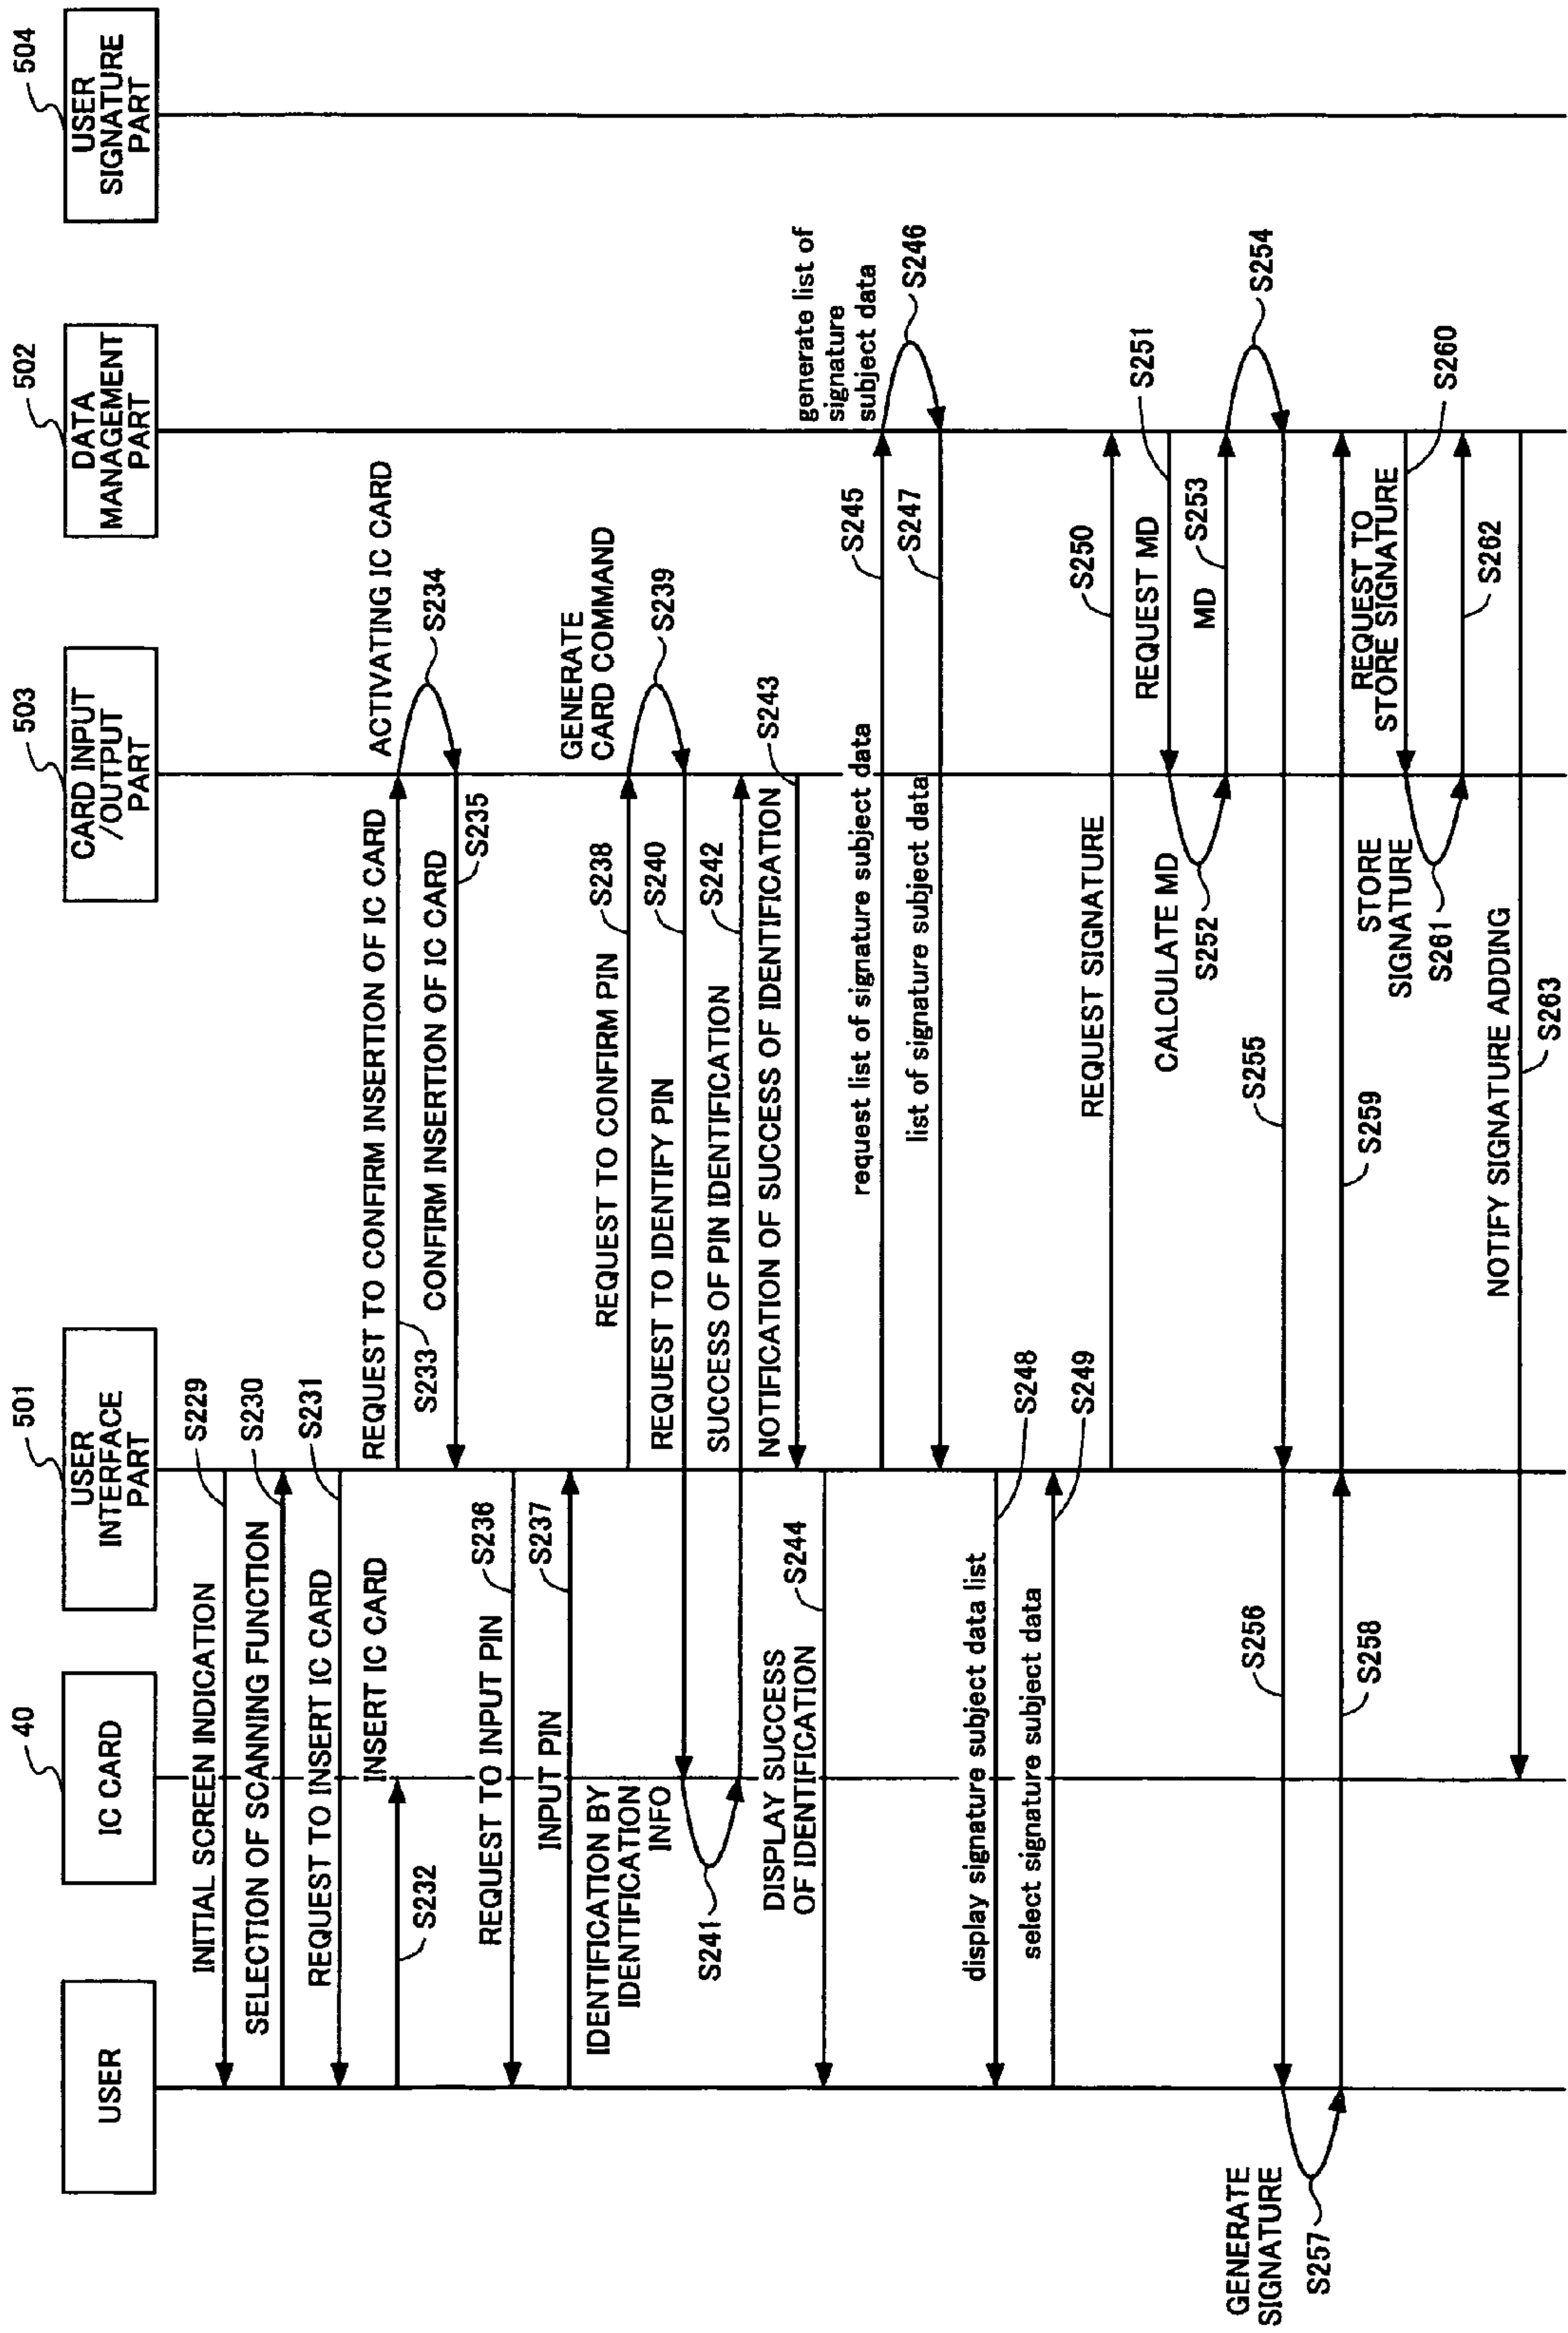 USER
40
IC CARD
501
USER
INTERFACE
PART
503
CARD INPUT
/OUTPUT
PART
502
DATA
MANAGEMENT
PART
504
USER
SIGNATURE
PART
INITIAL SCREEN INDICATION
S229
SELECTION OF SCANNING FUNCTION
S230
REQUEST TO INSERT IC CARD
S231
INSERT IC CARD
S232
REQUEST TO CONFIRM INSERTION OF IC CARD
S233
ACTIVATING IC CARD
S234
CONFIRM INSERTION OF IC CARD
S235
REQUEST TO INPUT PIN
S236
INPUT PIN
S237
REQUEST TO CONFIRM PIN
S238
GENERATE
CARD COMMAND
S239
REQUEST TO IDENTIFY PIN
S240
IDENTIFICATION BY
IDENTIFICATION
INFO
S241
SUCCESS OF PIN IDENTIFICATION
S242
NOTIFICATION OF SUCCESS OF IDENTIFICATION
S243
DISPLAY SUCCESS
OF IDENTIFICATION
S244
request list of signature subject data
S245
generate list of
signature
subject data
S246
list of signature subject data
S247
display signature subject data list
S248
select signature subject data
S249
REQUEST SIGNATURE
S250
REQUEST MD
S251
CALCULATE MD
S252
MD
S253
S254
S255
S256
GENERATE
SIGNATURE
S257
S258
S259
REQUEST TO
STORE SIGNATURE
S260
STORE
SIGNATURE
S261
S262
NOTIFY SIGNATURE ADDING
S263